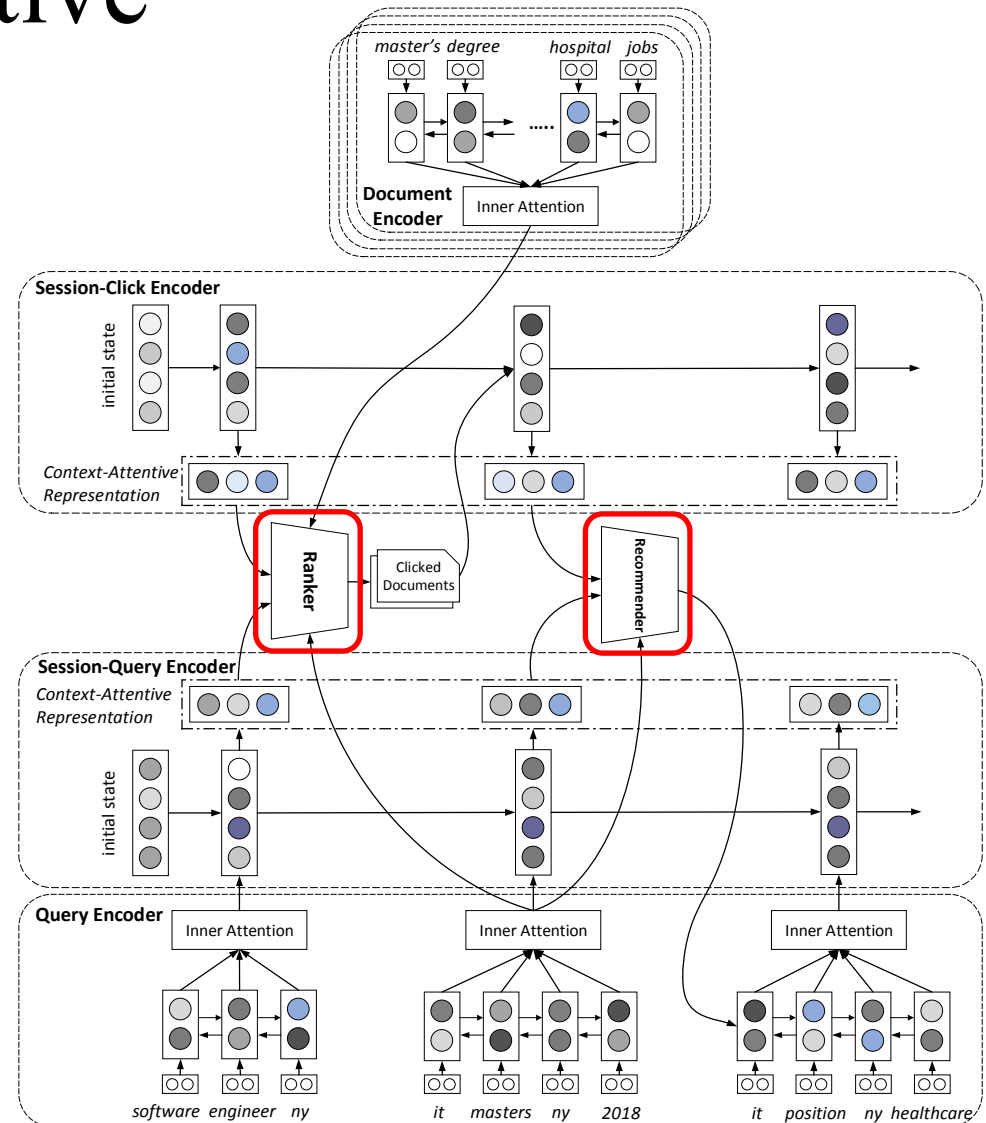 tive
master's degree hospital jobs
.....
Document
Encoder
Inner Attention
Session-Click Encoder
initial state
Context-Attentive
Representation
Ranker
Clicked
Documents
Recommender
Session-Query Encoder
Context-Attentive
Representation
initial state
Query Encoder
Inner Attention Inner Attention Inner Attention
software engineer ny it masters ny 2018 it position ny healthcare